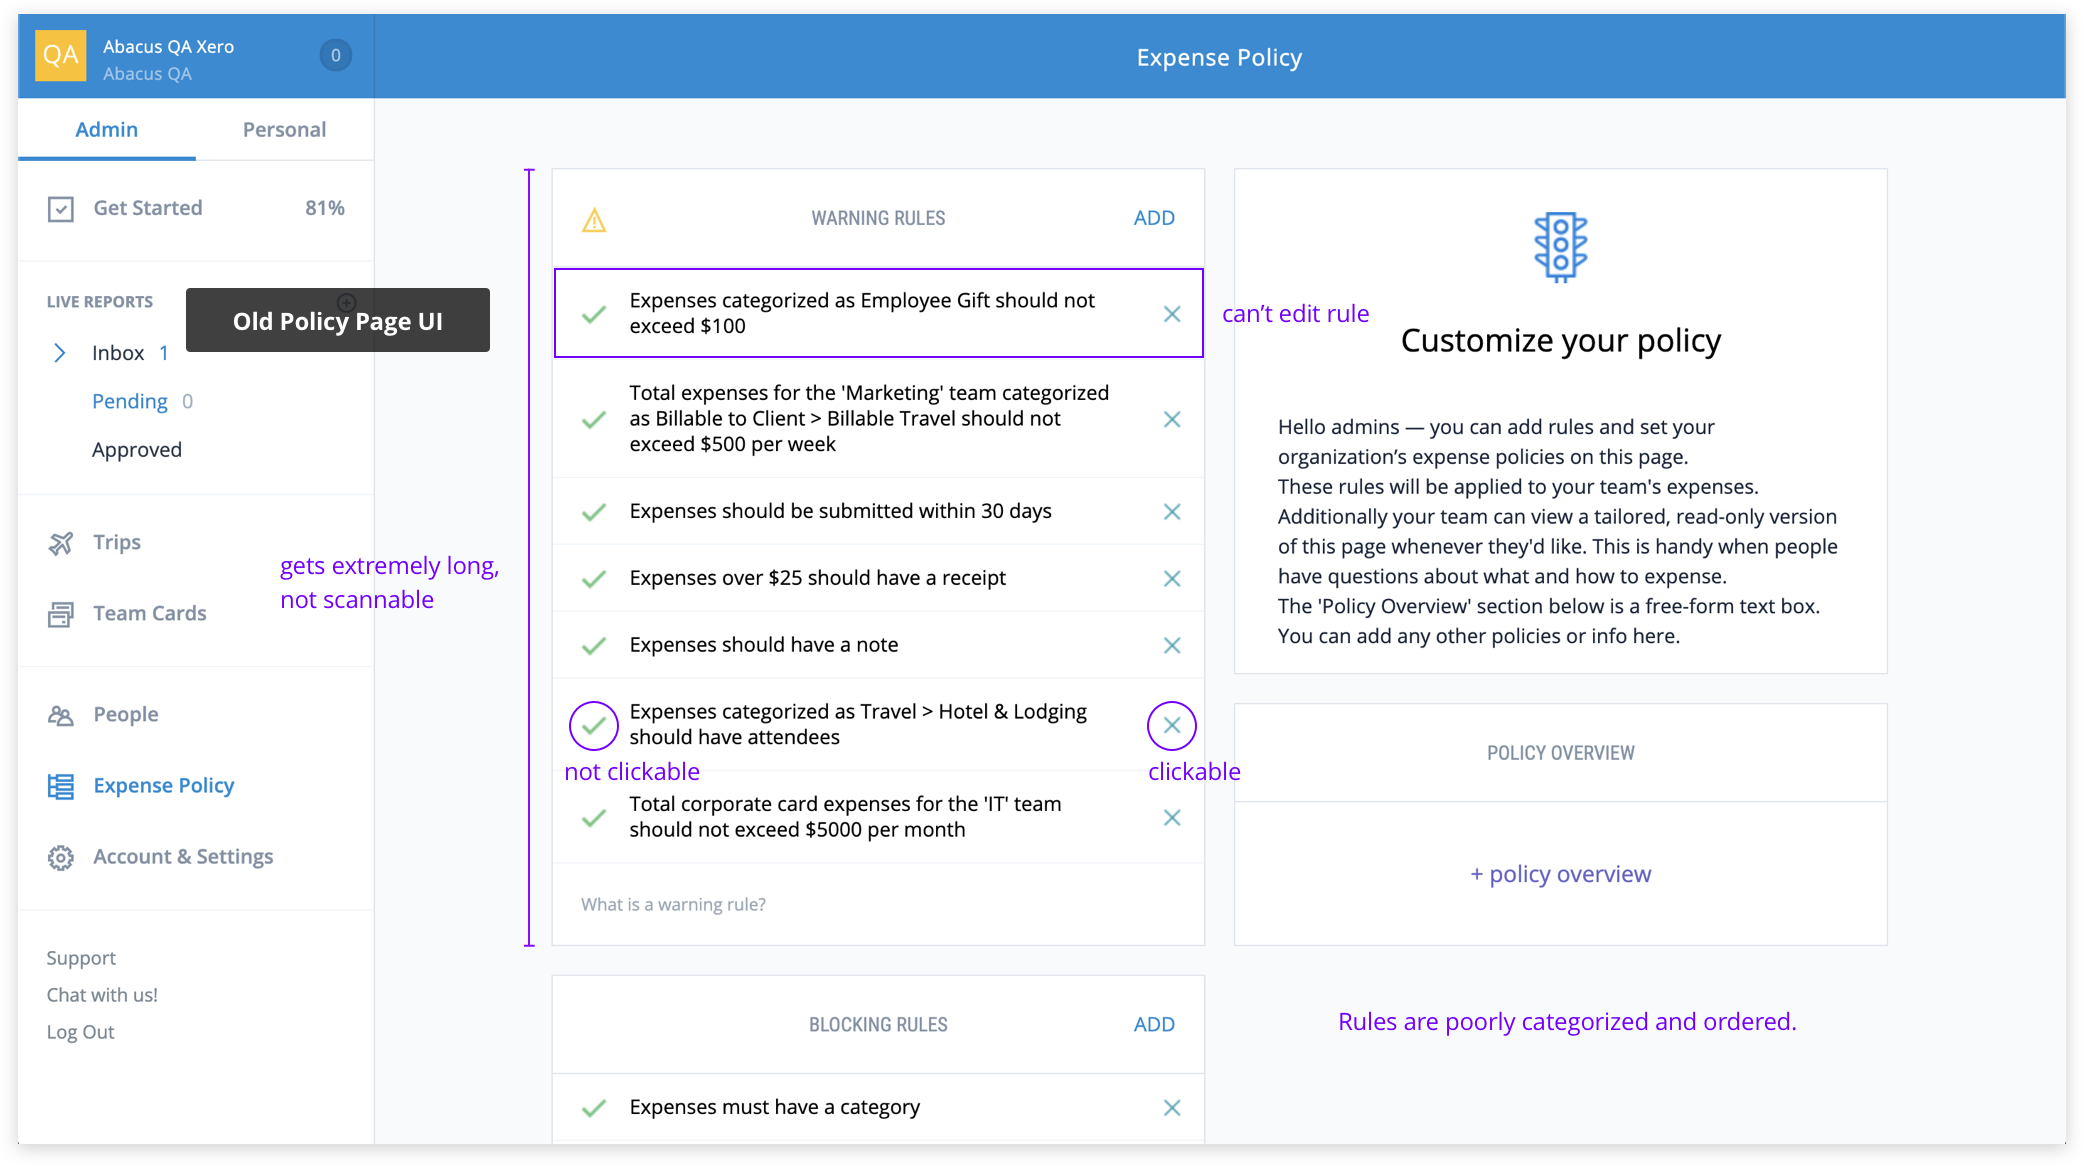 QA
Abacus QA Xero
Abacus QA
0
Expense Policy
Admin
Personal
Get Started
81%
LIVE REPORTS
Old Policy Page UI
Inbox 1
Pending 0
Approved
Trips
Team Cards
People
Expense Policy
Account & Settings
Support
Chat with us!
Log Out
gets extremely long,
not scannable
WARNING RULES
ADD
Expenses categorized as Employee Gift should not
exceed $100
can’t edit rule
Total expenses for the 'Marketing' team categorized
as Billable to Client > Billable Travel should not
exceed $500 per week
Expenses should be submitted within 30 days
Expenses over $25 should have a receipt
Expenses should have a note
Expenses categorized as Travel > Hotel & Lodging
should have attendees
not clickable
clickable
Total corporate card expenses for the 'IT' team
should not exceed $5000 per month
What is a warning rule?
BLOCKING RULES
ADD
Expenses must have a category
Customize your policy
Hello admins — you can add rules and set your
organization’s expense policies on this page.
These rules will be applied to your team's expenses.
Additionally your team can view a tailored, read-only version
of this page whenever they'd like. This is handy when people
have questions about what and how to expense.
The 'Policy Overview' section below is a free-form text box.
You can add any other policies or info here.
POLICY OVERVIEW
+ policy overview
Rules are poorly categorized and ordered.